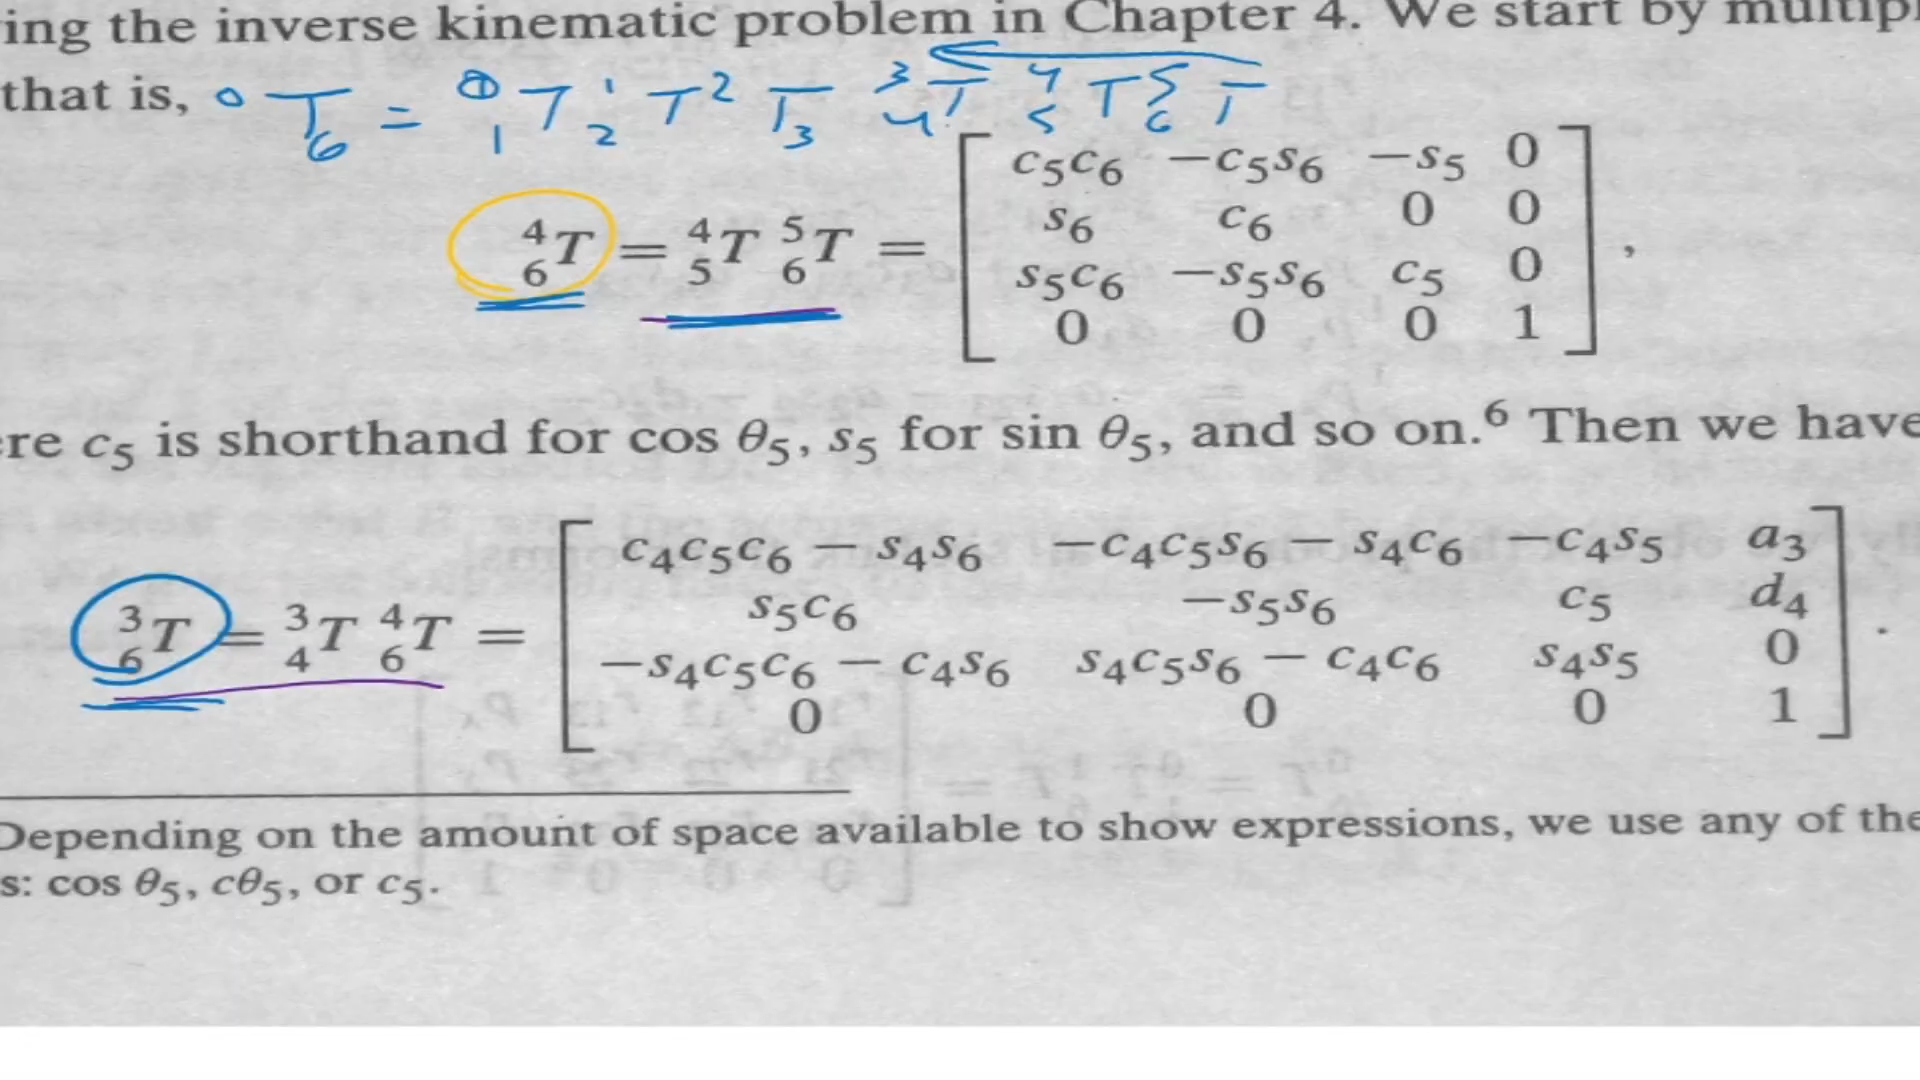 ing the inverse kinematic problem in Chapter 4. We start by multipl
that is, ⁰T₆ = ⁰₁T ¹₂T ²T₃ ³₄T ⁴₅T ⁵₆T
⁴₆T = ⁴₅T ⁵₆T = [ c₅c₆ −c₅s₆ −s₅ 0
s₆ c₆ 0 0
s₅c₆ −s₅s₆ c₅ 0
0 0 0 1 ] ,
re c₅ is shorthand for cos θ₅, s₅ for sin θ₅, and so on.⁶ Then we have
³₆T = ³₄T ⁴₆T = [ c₄c₅c₆ − s₄s₆ −c₄c₅s₆ − s₄c₆ −c₄s₅ a₃
s₅c₆ −s₅s₆ c₅ d₄
−s₄c₅c₆ − c₄s₆ s₄c₅s₆ − c₄c₆ s₄s₅ 0
0 0 0 1 ] .
Depending on the amount of space available to show expressions, we use any of the
s: cos θ₅, cθ₅, or c₅.